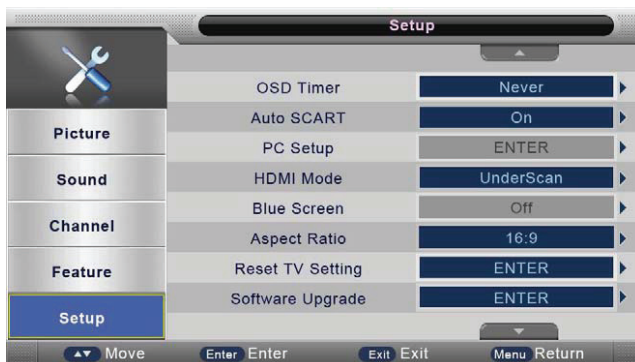 Setup
OSD Timer Never
Auto SCART On
PC Setup ENTER
HDMI Mode UnderScan
Blue Screen Off
Aspect Ratio 16:9
Reset TV Setting ENTER
Software Upgrade ENTER
Picture
Sound
Channel
Feature
Setup
Move Enter Enter Exit Exit Menu Return